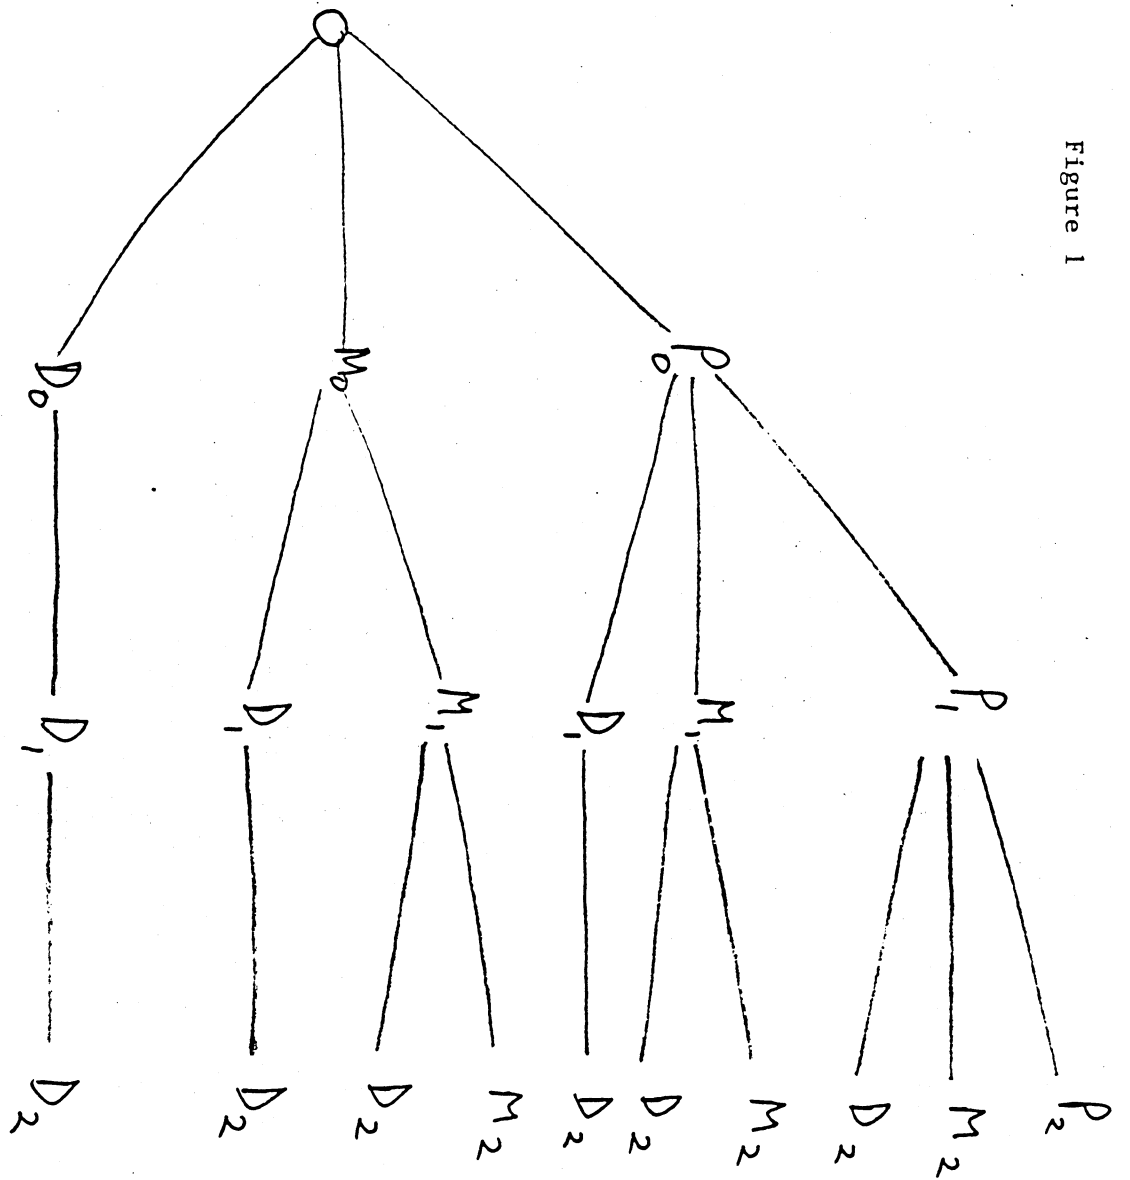 Figure 1
P₂
P₁ M₂
D₂
M₂
P₀ M₁
D₂
D₁ D₂
M₂
M₁
D₂
M₀
D₁ D₂
D₀ D₁ D₂